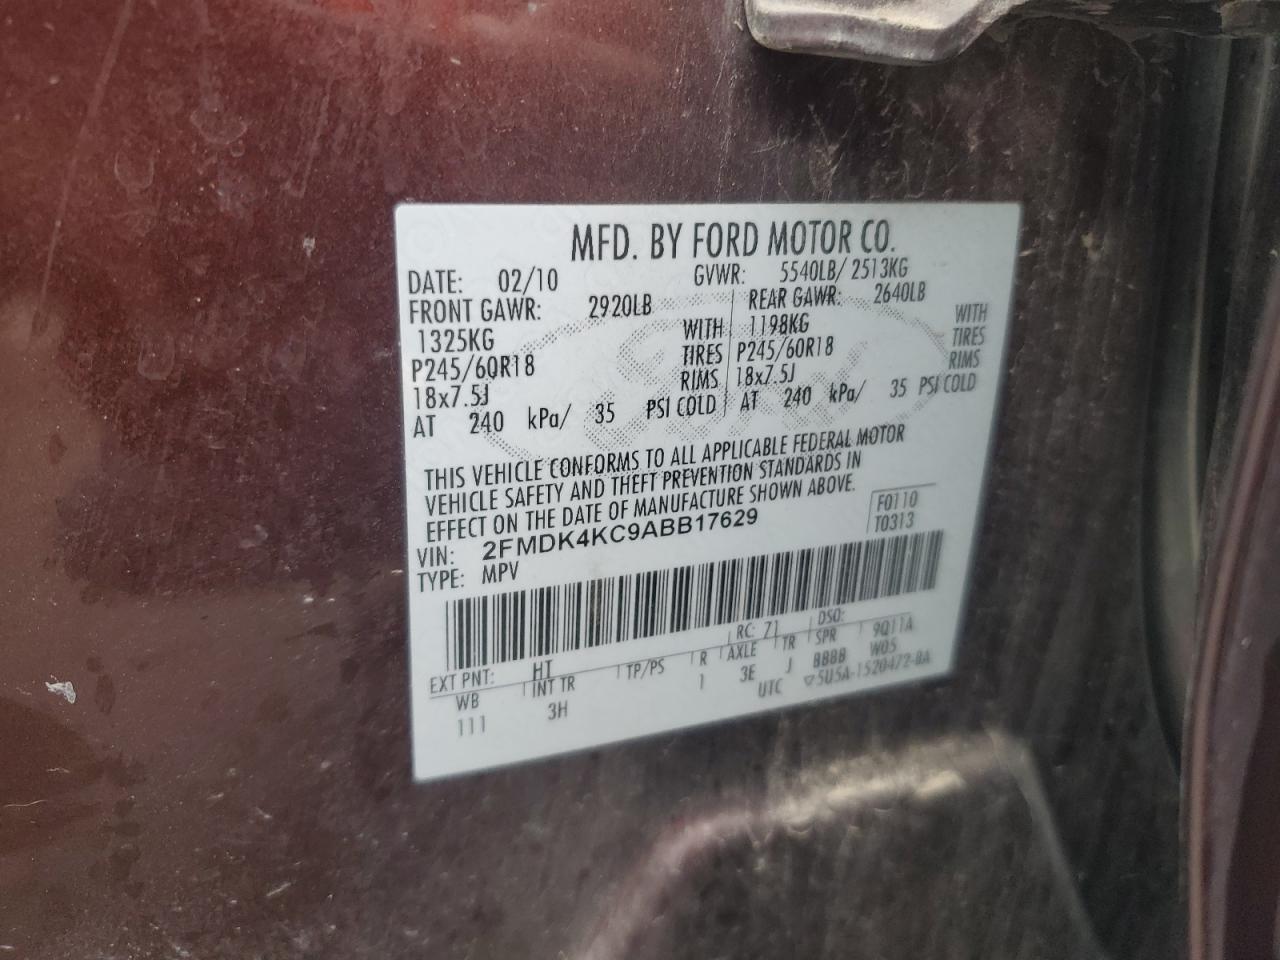 MFD. BY FORD MOTOR CO.
DATE: 02/10 GVWR: 5540LB/ 2513KG
FRONT GAWR: 2920LB REAR GAWR: 2640LB
1325KG WITH 1198KG WITH
P245/60R18 TIRES P245/60R18 TIRES
18x7.5J RIMS 18x7.5J RIMS
AT 240 kPa/ 35 PSI COLD AT 240 kPa/ 35 PSI COLD
THIS VEHICLE CONFORMS TO ALL APPLICABLE FEDERAL MOTOR
VEHICLE SAFETY AND THEFT PREVENTION STANDARDS IN
EFFECT ON THE DATE OF MANUFACTURE SHOWN ABOVE.
VIN: 2FMDK4KC9ABB17629 F0110
TYPE: MPV T0313
EXT PNT: HT RC: 71 DSO:
WB INT TR TP/PS R AXLE TR SPR 9Q11A
111 3H 1 3E J BBBB W05
UTC ▽5U5A-1520472-BA